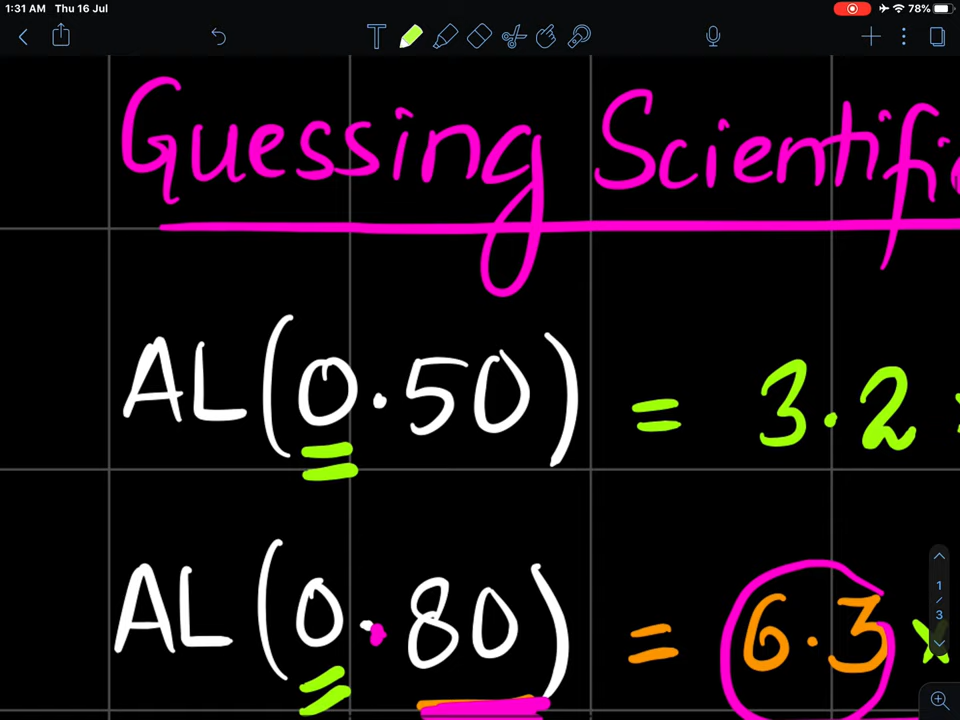 1:31 AM Thu 16 Jul
78%
T
Guessing Scientific
AL(0.50) = 3.2 ×
AL(0.80) = 6.3 ×
1
/
3